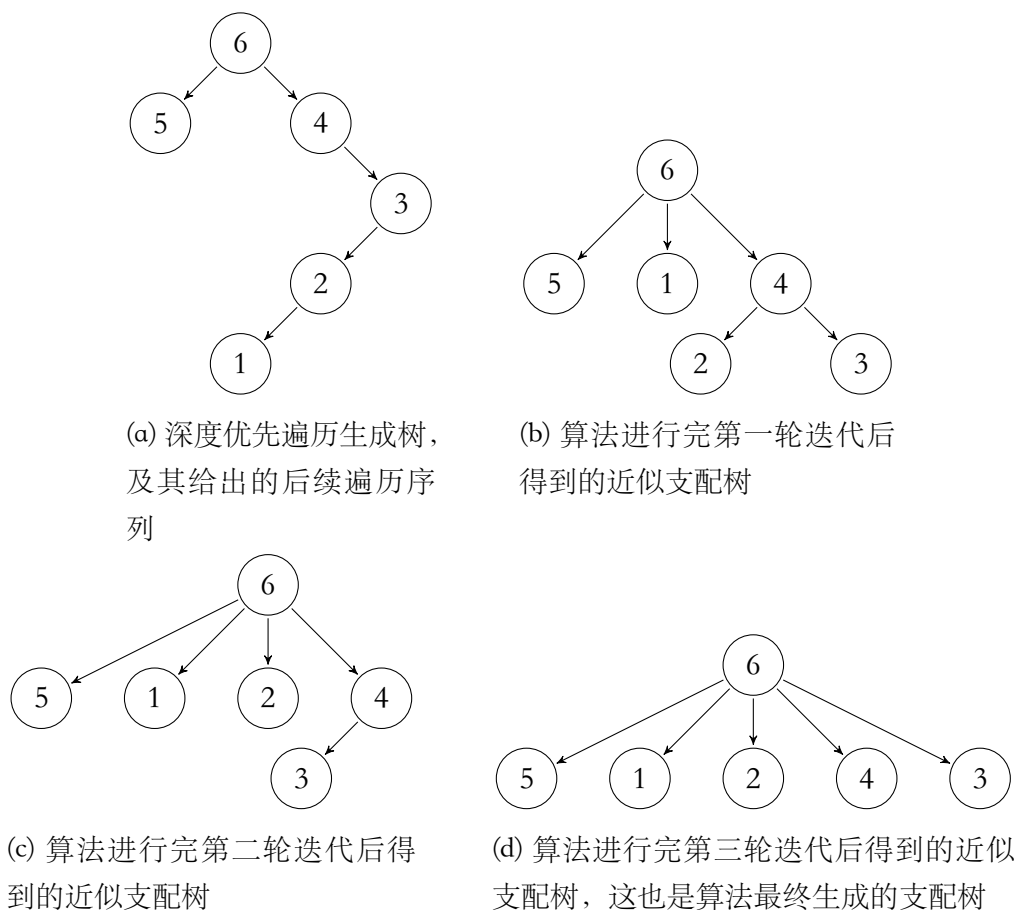 6
5
4
3
2
1
(a) 深度优先遍历生成树，
及其给出的后续遍历序
列
6
5
1
4
2
3
(b) 算法进行完第一轮迭代后
得到的近似支配树
6
5
1
2
4
3
(c) 算法进行完第二轮迭代后得
到的近似支配树
6
5
1
2
4
3
(d) 算法进行完第三轮迭代后得到的近似
支配树，这也是算法最终生成的支配树